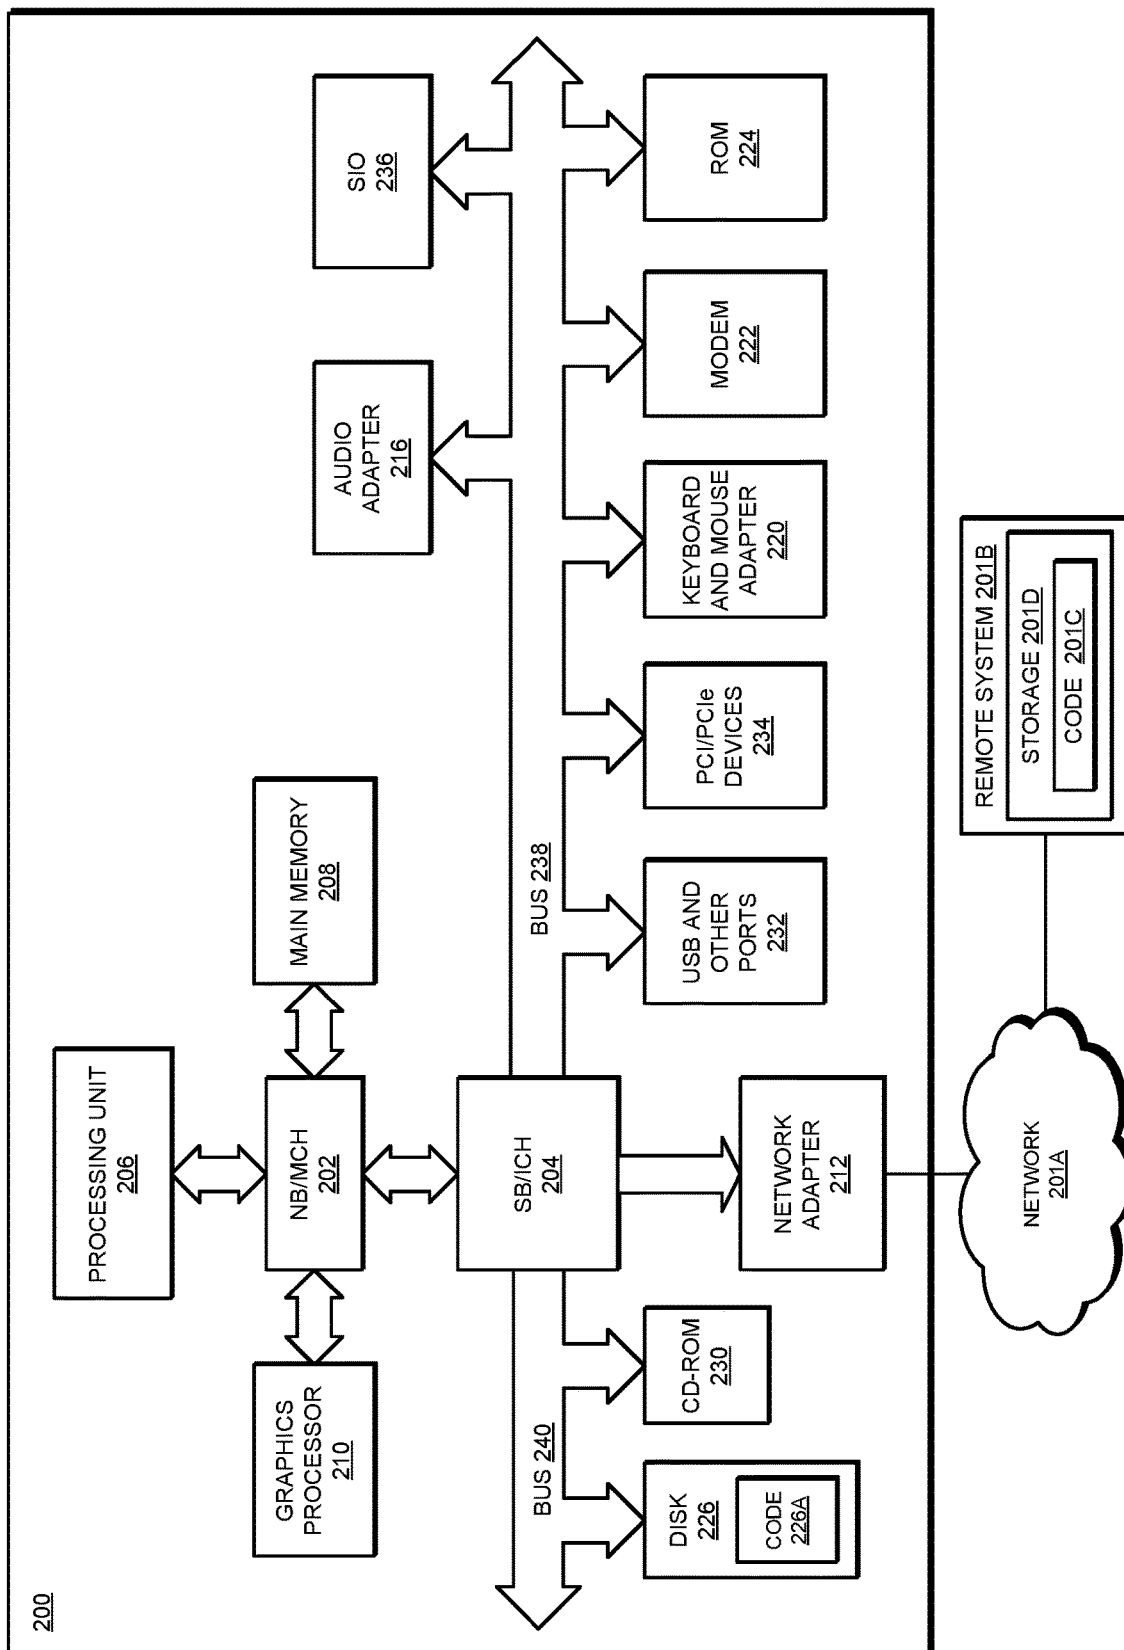 200
PROCESSING UNIT
206
GRAPHICS
PROCESSOR
210
NB/MCH
202
MAIN MEMORY
208
AUDIO
ADAPTER
216
SIO
236
SB/ICH
204
BUS 240
BUS 238
DISK
226
CODE
226A
CD-ROM
230
NETWORK
ADAPTER
212
USB AND
OTHER
PORTS
232
PCI/PCIe
DEVICES
234
KEYBOARD
AND MOUSE
ADAPTER
220
MODEM
222
ROM
224
NETWORK
201A
REMOTE SYSTEM 201B
STORAGE 201D
CODE 201C